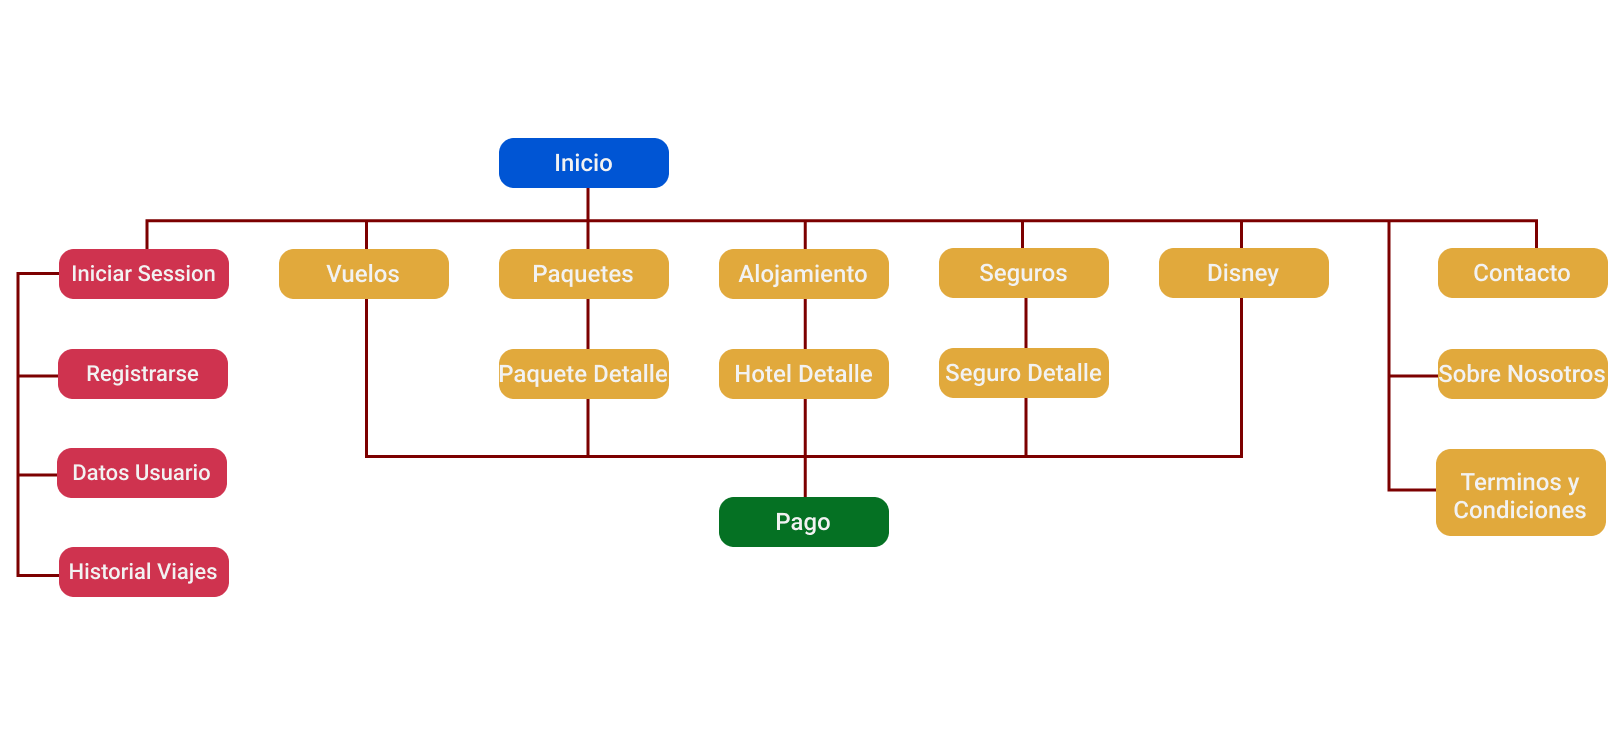 Inicio
Iniciar Session
Vuelos
Paquetes
Alojamiento
Seguros
Disney
Contacto
Registrarse
Paquete Detalle
Hotel Detalle
Seguro Detalle
Sobre Nosotros
Datos Usuario
Terminos y
Condiciones
Pago
Historial Viajes